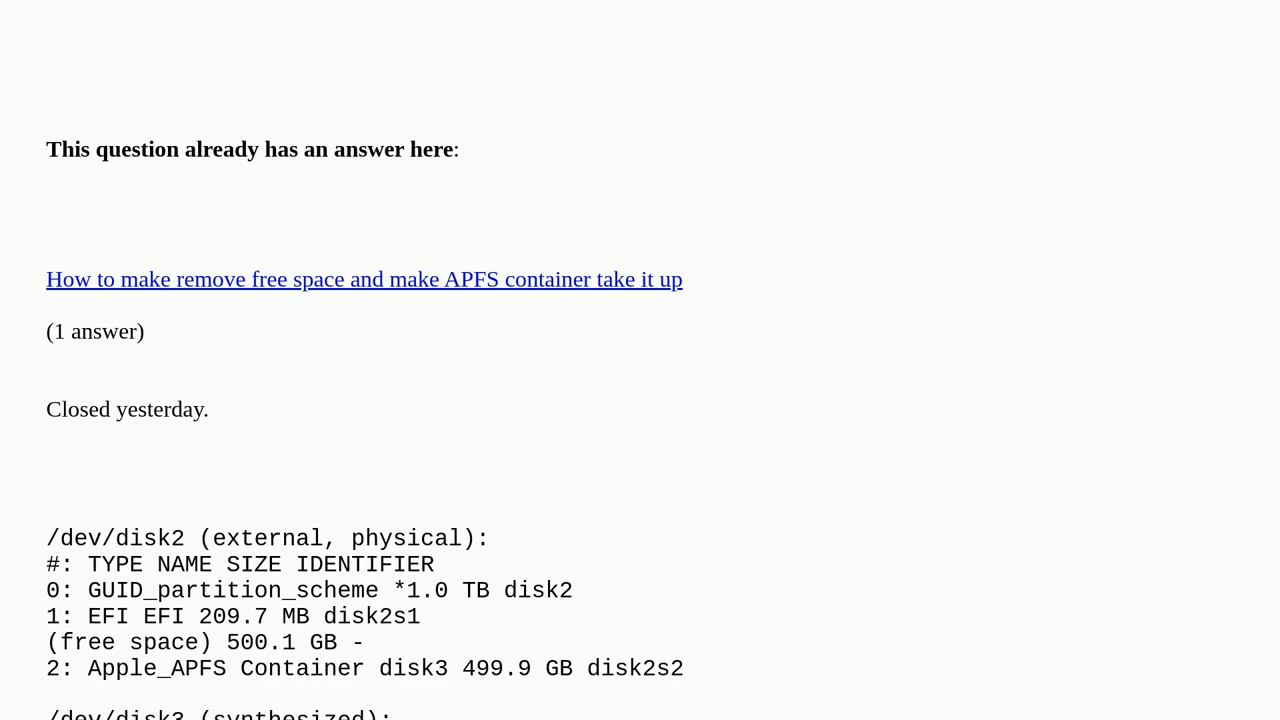 This question already has an answer here:
How to make remove free space and make APFS container take it up
(1 answer)
Closed yesterday.
/dev/disk2 (external, physical):
#: TYPE NAME SIZE IDENTIFIER
0: GUID_partition_scheme *1.0 TB disk2
1: EFI EFI 209.7 MB disk2s1
(free space) 500.1 GB -
2: Apple_APFS Container disk3 499.9 GB disk2s2
/dev/disk3 (synthesized):